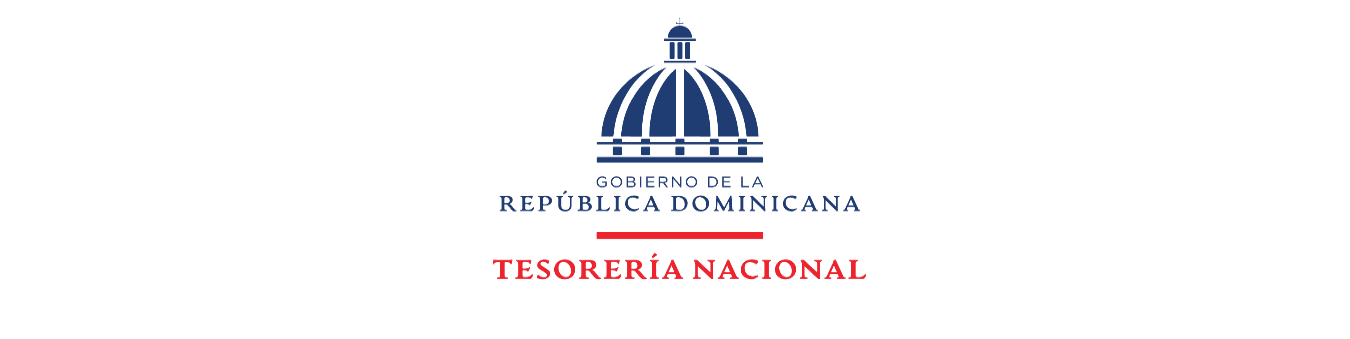 GOBIERNO DE LA
REPÚBLICA DOMINICANA
TESORERÍA NACIONAL